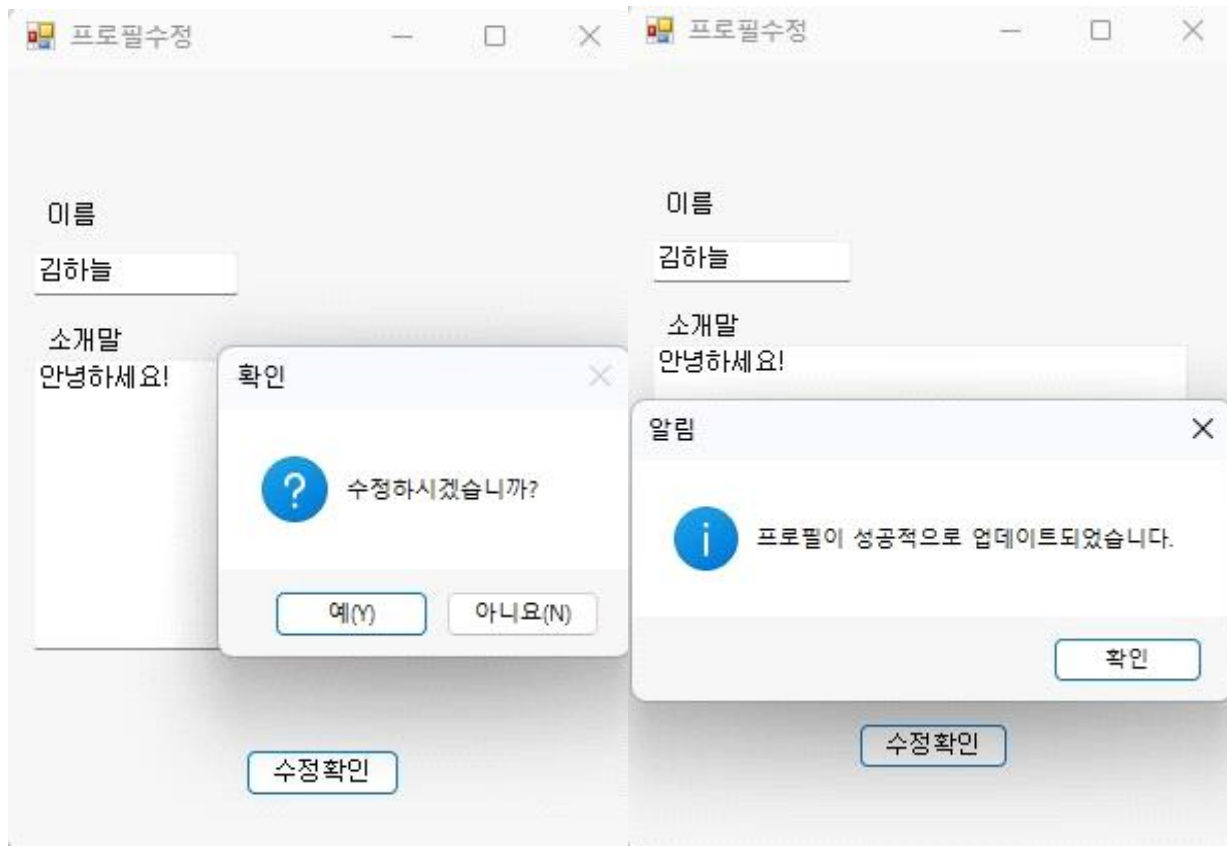 프로필수정
이름
김하늘
소개말
안녕하세요!
확인
수정하시겠습니까?
예(Y)
아니요(N)
수정확인
프로필수정
이름
김하늘
소개말
안녕하세요!
알림
프로필이 성공적으로 업데이트되었습니다.
확인
수정확인